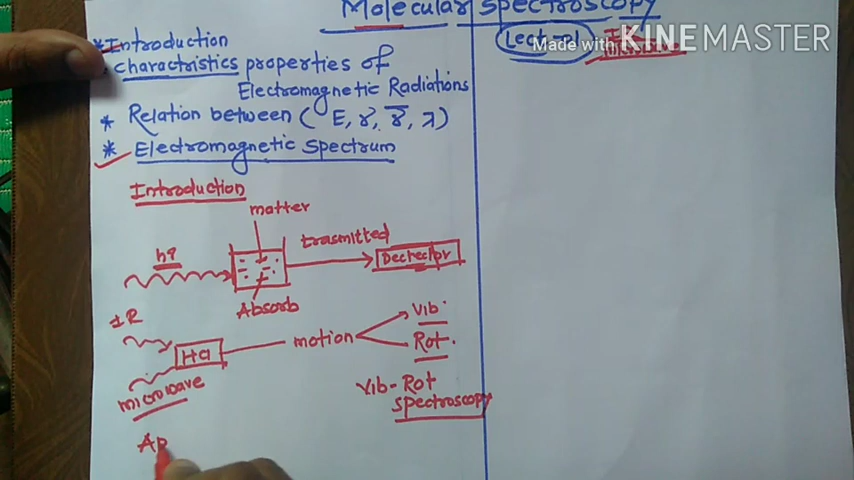 Molecular spectroscopy
* Introduction
characteristics properties of
Electromagnetic Radiations
* Relation between ( E, ν, ν̅, λ )
* Electromagnetic Spectrum
Lect-01
Made with KINEMASTER
Introduction
matter
hν
trasmitted
Dectector
Absorb
IR
HCl
motion
Vib.
Rot.
microwave
Vib-Rot
spectroscopy
Ap